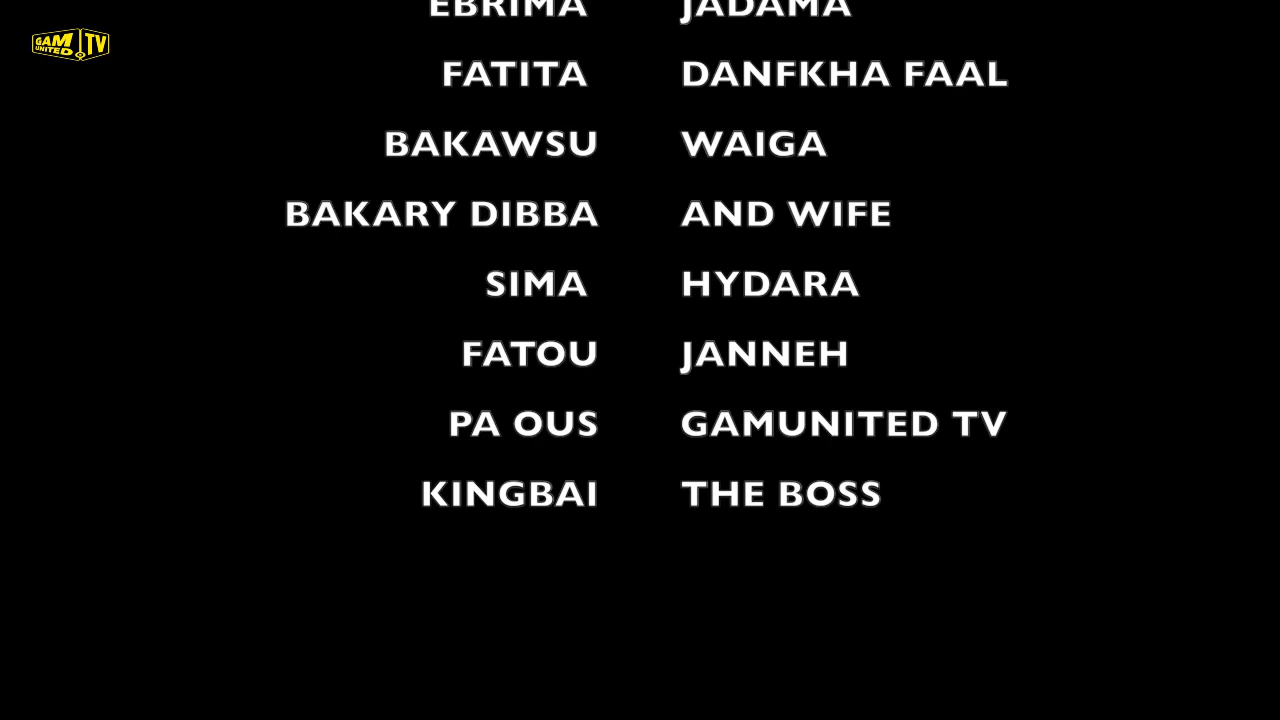 EBRIMA JADAMA
GAM UNITED TV
FATITA DANFKHA FAAL
BAKAWSU WAIGA
BAKARY DIBBA AND WIFE
SIMA HYDARA
FATOU JANNEH
PA OUS GAMUNITED TV
KINGBAI THE BOSS